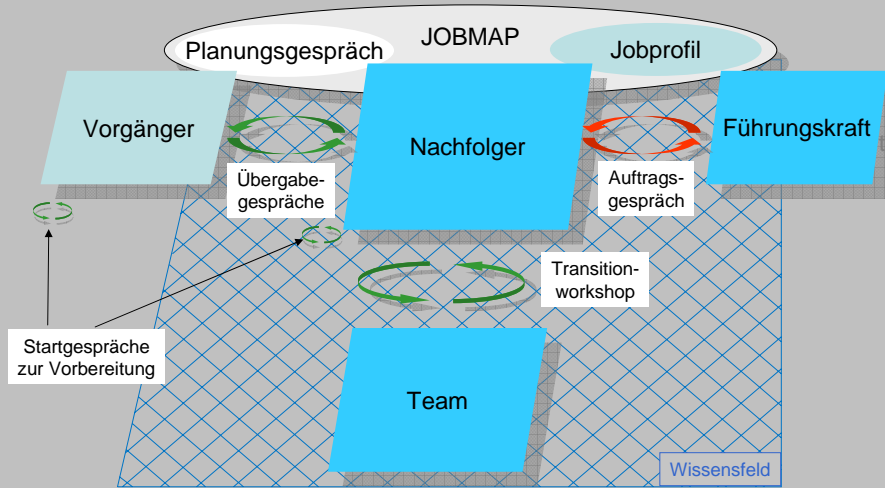 JOBMAP
Planungsgespräch
Jobprofil
Vorgänger
Nachfolger
Führungskraft
Übergabe-
gespräche
Auftrags-
gespräch
Transition-
workshop
Startgespräche
zur Vorbereitung
Team
Wissensfeld